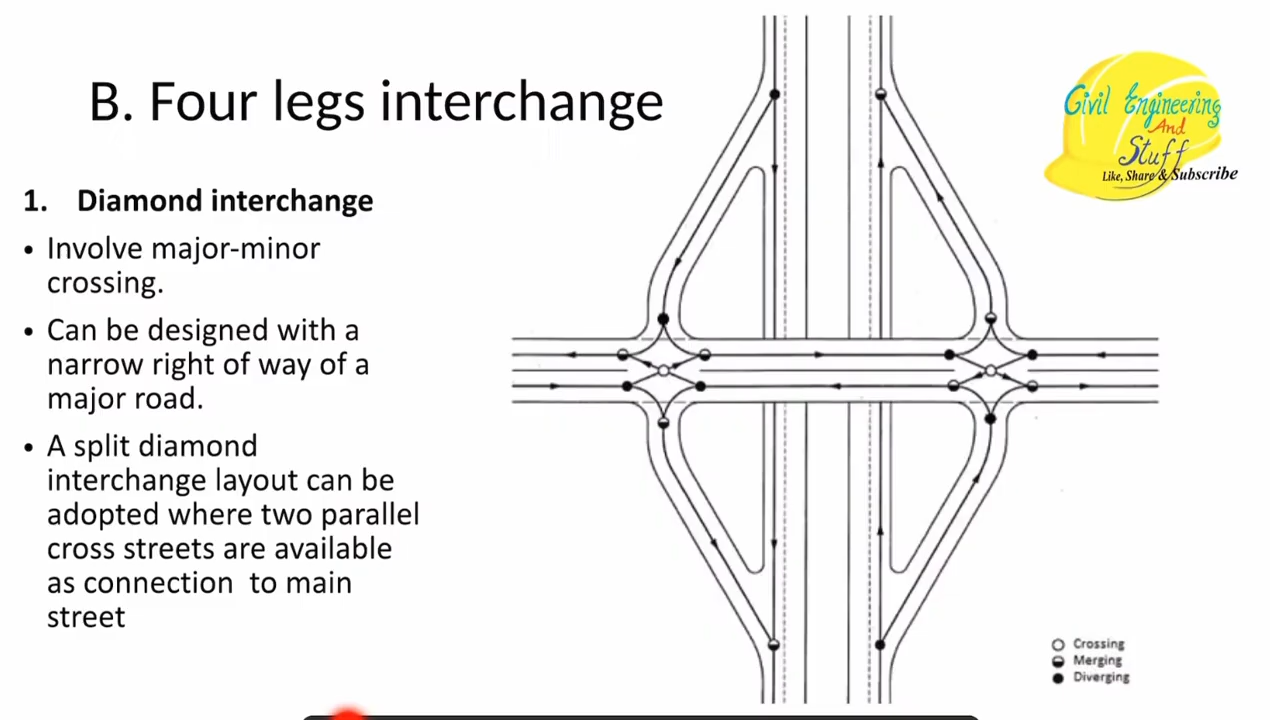 B. Four legs interchange
1. Diamond interchange
• Involve major-minor
crossing.
• Can be designed with a
narrow right of way of a
major road.
• A split diamond
interchange layout can be
adopted where two parallel
cross streets are available
as connection to main
street
Civil Engineering
And
Stuff
Like, Share & Subscribe
Crossing
Merging
Diverging